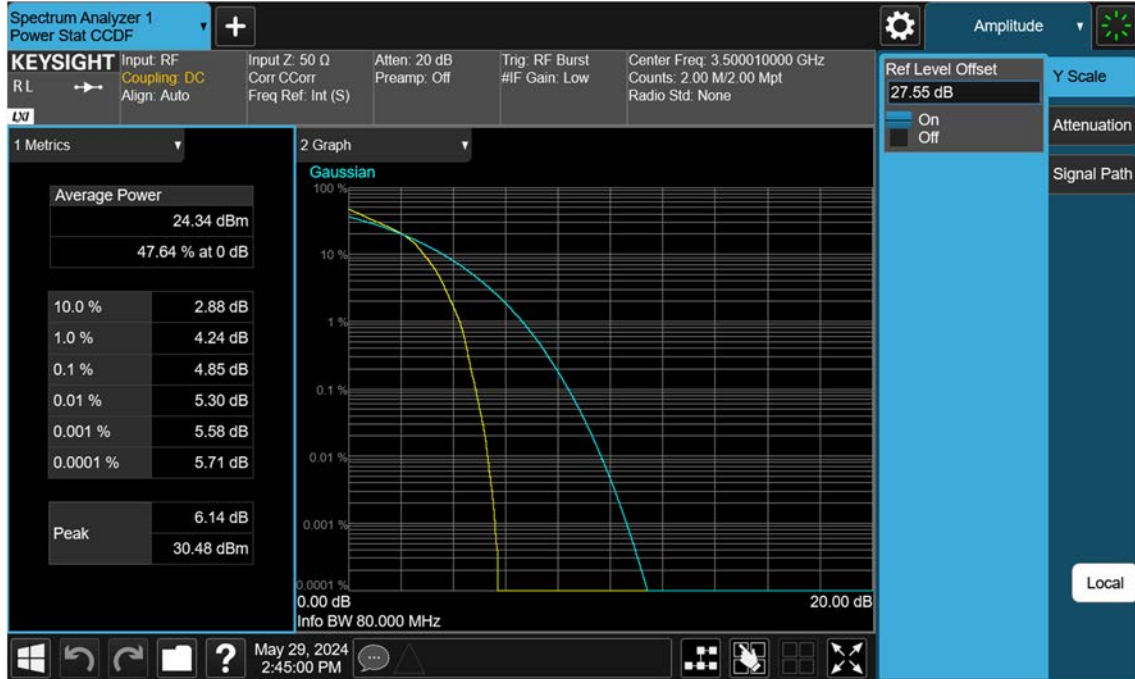 Spectrum Analyzer 1
Power Stat CCDF
Amplitude
KEYSIGHT
R L
LXI
Input: RF
Coupling: DC
Align: Auto
Input Z: 50 Ω
Corr CCorr
Freq Ref: Int (S)
Atten: 20 dB
Preamp: Off
Trig: RF Burst
#IF Gain: Low
Center Freq: 3.500010000 GHz
Counts: 2.00 M/2.00 Mpt
Radio Std: None
Ref Level Offset
27.55 dB
On
Off
Y Scale
Attenuation
Signal Path
Local
1 Metrics
Average Power
24.34 dBm
47.64 % at 0 dB
10.0 % 2.88 dB
1.0 % 4.24 dB
0.1 % 4.85 dB
0.01 % 5.30 dB
0.001 % 5.58 dB
0.0001 % 5.71 dB
Peak 6.14 dB
30.48 dBm
2 Graph
Gaussian
100 %
10 %
1 %
0.1 %
0.01 %
0.001 %
0.0001 %
0.00 dB 20.00 dB
Info BW 80.000 MHz
?
May 29, 2024
2:45:00 PM